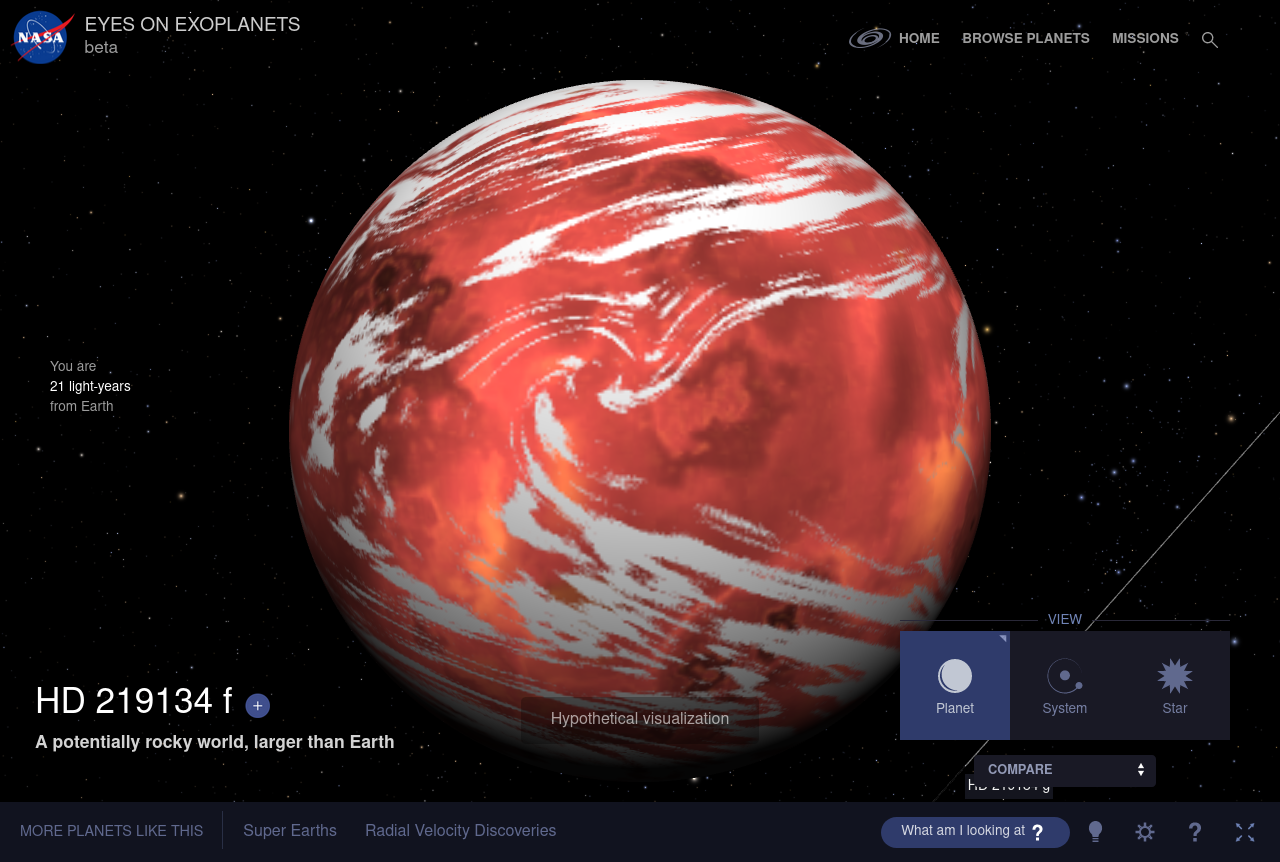 NASA
EYES ON EXOPLANETS
beta
HOME
BROWSE PLANETS
MISSIONS
You are
21 light-years
from Earth
VIEW
Planet
System
Star
HD 219134 f
+
A potentially rocky world, larger than Earth
Hypothetical visualization
COMPARE
HD 219134 g
MORE PLANETS LIKE THIS
Super Earths
Radial Velocity Discoveries
What am I looking at ?
?